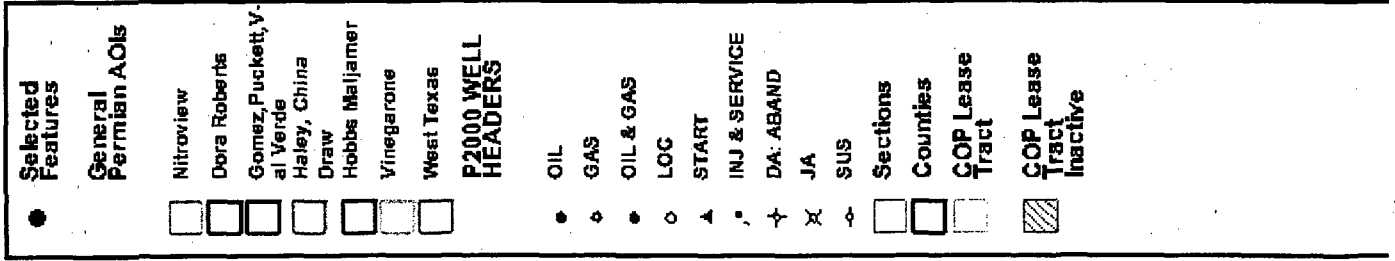 Selected
Features
General
Permian AOIs
Nitroview
Dora Roberts
Gomez,Puckett,V-
al Verde
Haley, China
Draw
Hobbs Maljamer
Vinegarone
West Texas
P2000 WELL
HEADERS
OIL
GAS
OIL & GAS
LOC
START
INJ & SERVICE
DA: ABAND
JA
SUS
Sections
Counties
COP Lease
Tract
COP Lease
Tract
Inactive